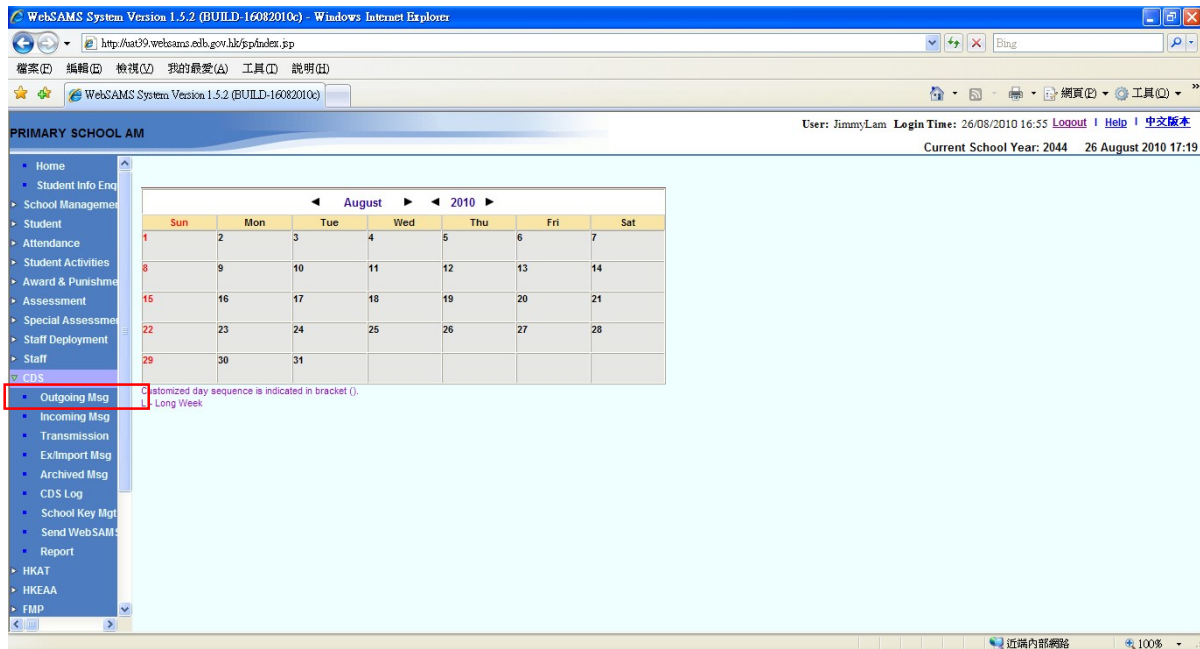 WebSAMS System Version 1.5.2 (BUILD-16082010c) - Windows Internet Explorer
http://uat39.websams.edb.gov.hk/jsp/index.jsp
Bing
檔案(F) 編輯(E) 檢視(V) 我的最愛(A) 工具(T) 說明(H)
WebSAMS System Version 1.5.2 (BUILD-16082010c)
網頁(P) 工具(O)
PRIMARY SCHOOL AM
User: JimmyLam Login Time: 26/08/2010 16:55 Logout | Help | 中文版本
Current School Year: 2044 26 August 2010 17:19
Home
Student Info Enq
School Managemen
Student
Attendance
Student Activities
Award & Punishme
Assessment
Special Assessmen
Staff Deployment
Staff
CDS
Outgoing Msg
Incoming Msg
Transmission
Ex/Import Msg
Archived Msg
CDS Log
School Key Mgt
Send WebSAMS
Report
HKAT
HKEAA
FMP
August 2010
Sun Mon Tue Wed Thu Fri Sat
1 2 3 4 5 6 7
8 9 10 11 12 13 14
15 16 17 18 19 20 21
22 23 24 25 26 27 28
29 30 31
Customized day sequence is indicated in bracket ().
L - Long Week
近端內部網路
100%